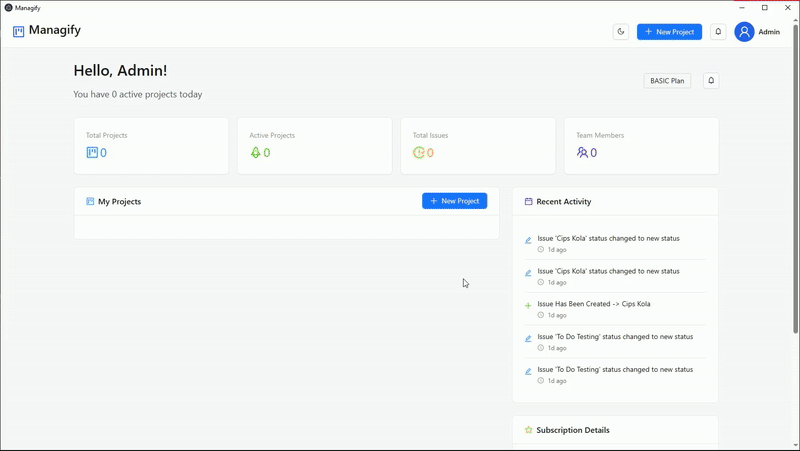 Managify
Managify
New Project
Admin
Hello, Admin!
You have 0 active projects today
BASIC Plan
Total Projects
0
Active Projects
0
Total Issues
0
Team Members
0
My Projects
New Project
Recent Activity
Issue 'Cips Kola' status changed to new status
1d ago
Issue 'Cips Kola' status changed to new status
1d ago
Issue Has Been Created -> Cips Kola
1d ago
Issue 'To Do Testing' status changed to new status
1d ago
Issue 'To Do Testing' status changed to new status
1d ago
Subscription Details